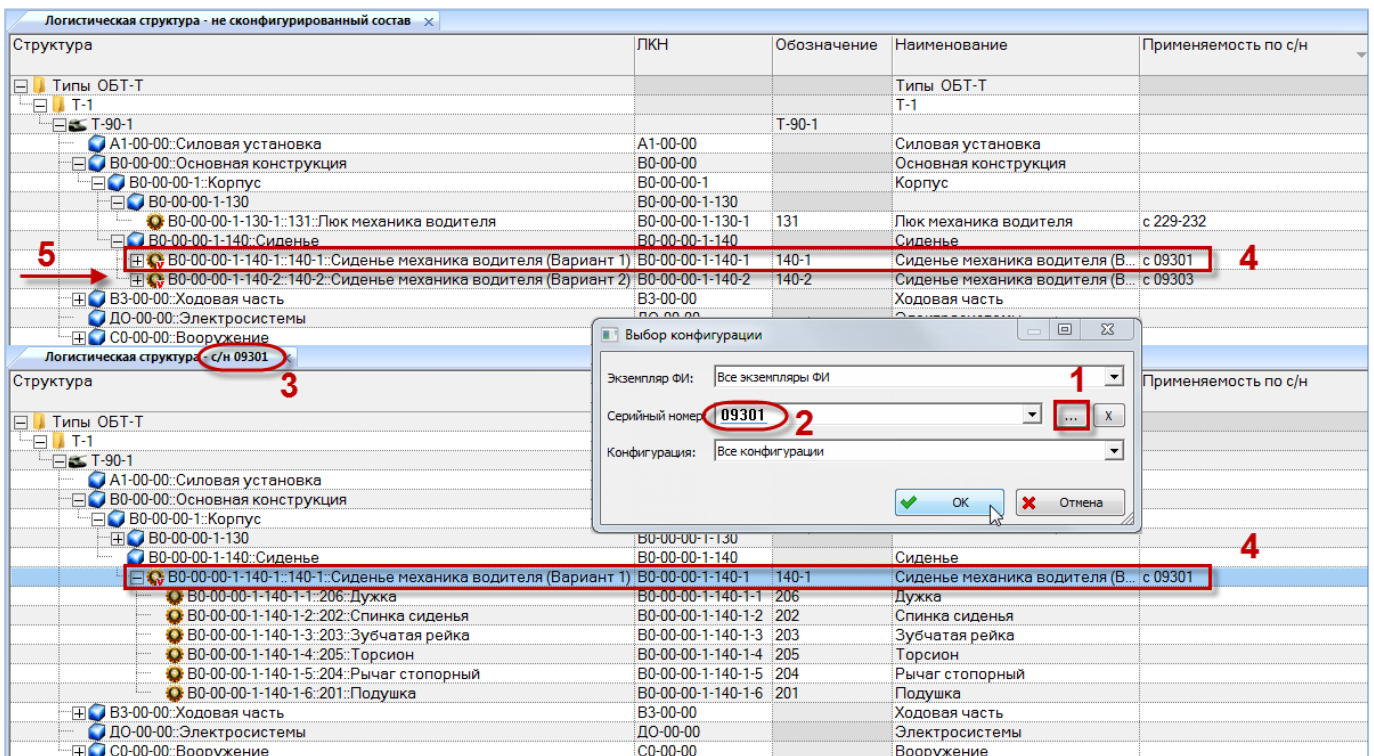 Логистическая структура - не сконфигурированный состав x
Структура ЛКН Обозначение Наименование Применяемость по с/н
Типы ОБТ-Т Типы ОБТ-Т
Т-1 Т-1
Т-90-1 Т-90-1
А1-00-00::Силовая установка А1-00-00 Силовая установка
В0-00-00::Основная конструкция В0-00-00 Основная конструкция
В0-00-00-1::Корпус В0-00-00-1 Корпус
В0-00-00-1-130 В0-00-00-1-130
В0-00-00-1-130-1::131::Люк механика водителя В0-00-00-1-130-1 131 Люк механика водителя с 229-232
В0-00-00-1-140::Сиденье В0-00-00-1-140 Сиденье
5 В0-00-00-1-140-1::140-1::Сиденье механика водителя (Вариант 1) В0-00-00-1-140-1 140-1 Сиденье механика водителя (В... с 09301 4
В0-00-00-1-140-2::140-2::Сиденье механика водителя (Вариант 2) В0-00-00-1-140-2 140-2 Сиденье механика водителя (В... с 09303
В3-00-00::Ходовая часть В3-00-00 Ходовая часть
ДО-00-00::Электросистемы ДО-00-00 Электросистемы
С0-00-00::Вооружение
Выбор конфигурации
Экземпляр ФИ: Все экземпляры ФИ 1
Серийный номер 09301 2 ... X
Конфигурация: Все конфигурации
ОК Отмена
Логистическая структура - с/н 09301 x
3
Структура Применяемость по с/н
Типы ОБТ-Т
Т-1
Т-90-1
А1-00-00::Силовая установка
В0-00-00::Основная конструкция
В0-00-00-1::Корпус
В0-00-00-1-130 В0-00-00-1-130
В0-00-00-1-140::Сиденье В0-00-00-1-140 Сиденье 4
В0-00-00-1-140-1::140-1::Сиденье механика водителя (Вариант 1) В0-00-00-1-140-1 140-1 Сиденье механика водителя (В... с 09301
В0-00-00-1-140-1-1::206::Дужка В0-00-00-1-140-1-1 206 Дужка
В0-00-00-1-140-1-2::202::Спинка сиденья В0-00-00-1-140-1-2 202 Спинка сиденья
В0-00-00-1-140-1-3::203::Зубчатая рейка В0-00-00-1-140-1-3 203 Зубчатая рейка
В0-00-00-1-140-1-4::205::Торсион В0-00-00-1-140-1-4 205 Торсион
В0-00-00-1-140-1-5::204::Рычаг стопорный В0-00-00-1-140-1-5 204 Рычаг стопорный
В0-00-00-1-140-1-6::201::Подушка В0-00-00-1-140-1-6 201 Подушка
В3-00-00::Ходовая часть В3-00-00 Ходовая часть
ДО-00-00::Электросистемы ДО-00-00 Электросистемы
С0-00-00::Вооружение С0-00-00 Вооружение